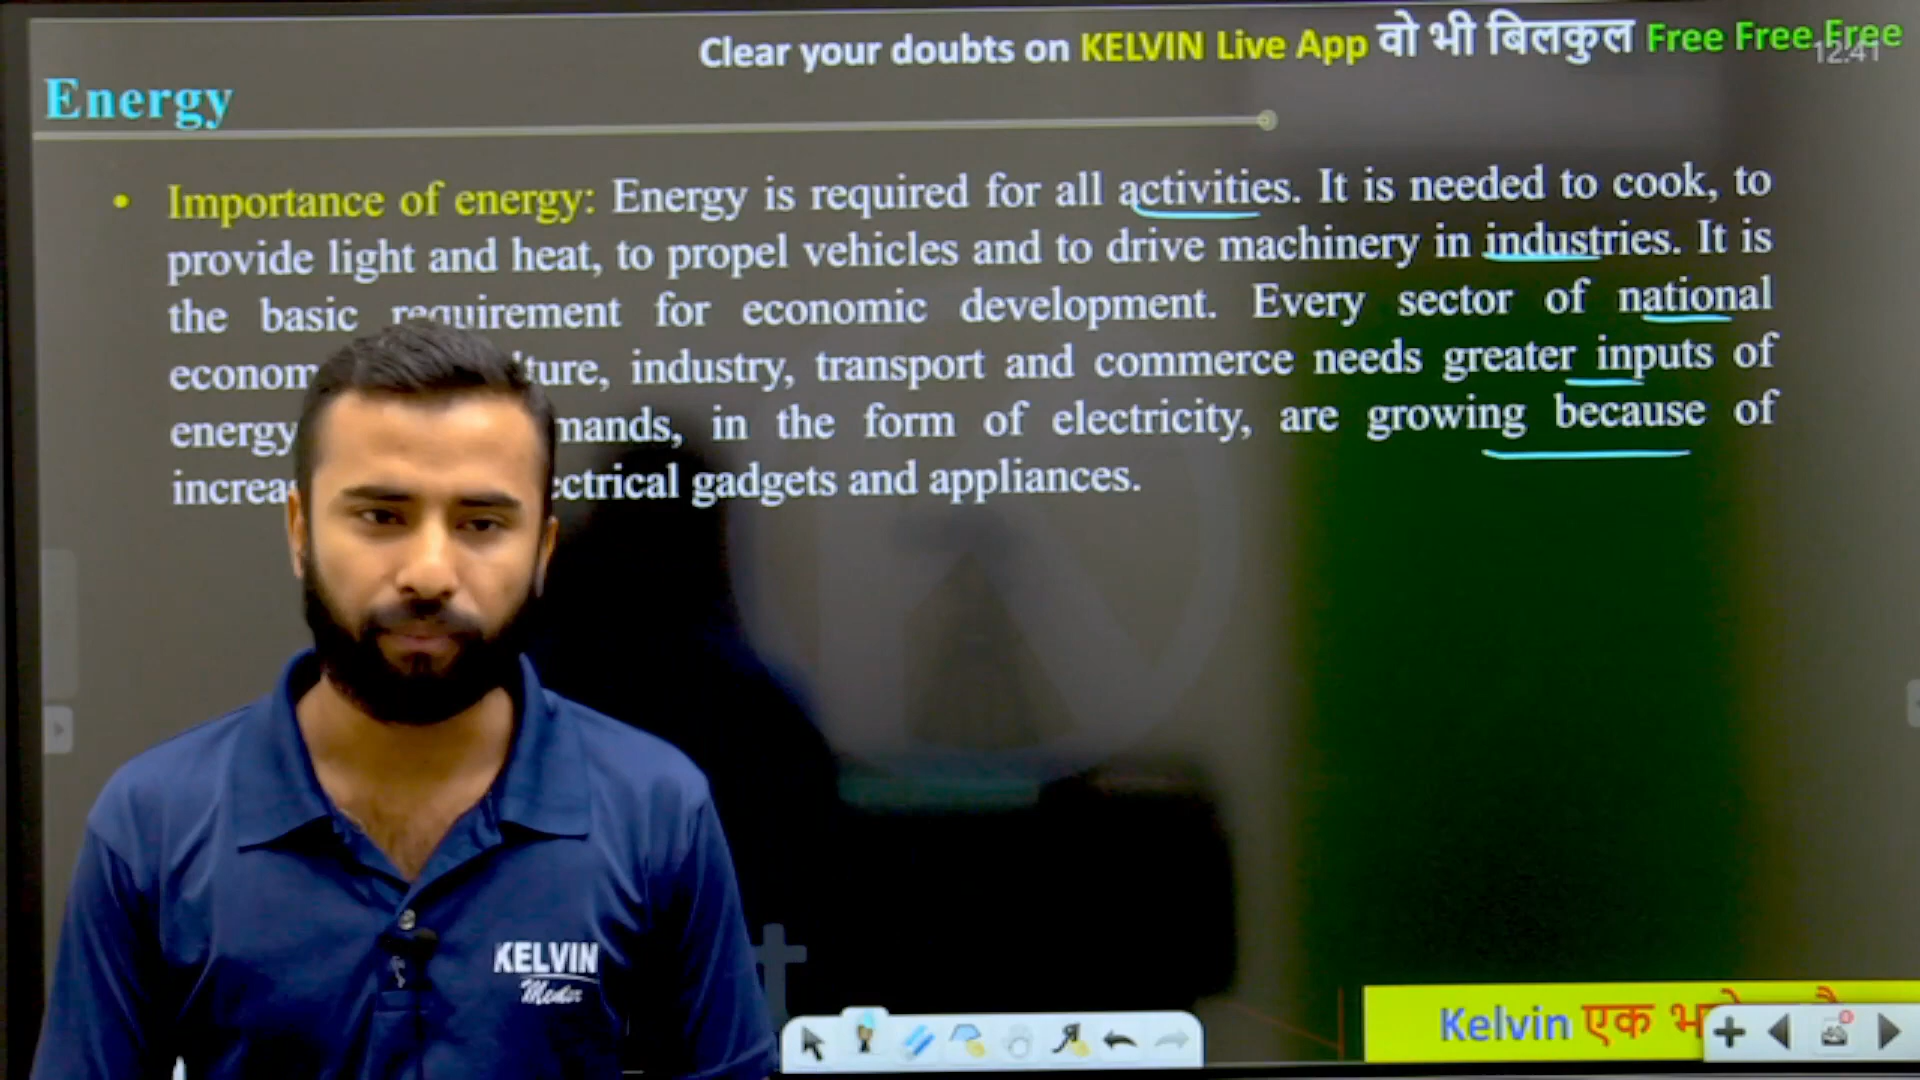 Clear your doubts on KELVIN Live App वो भी बिलकुल Free Free Free
12:41
Energy
• Importance of energy: Energy is required for all activities. It is needed to cook, to
provide light and heat, to propel vehicles and to drive machinery in industries. It is
the basic requirement for economic development. Every sector of national
econom ture, industry, transport and commerce needs greater inputs of
energy mands, in the form of electricity, are growing because of
increa ctrical gadgets and appliances.
KELVIN
Kelvin एक